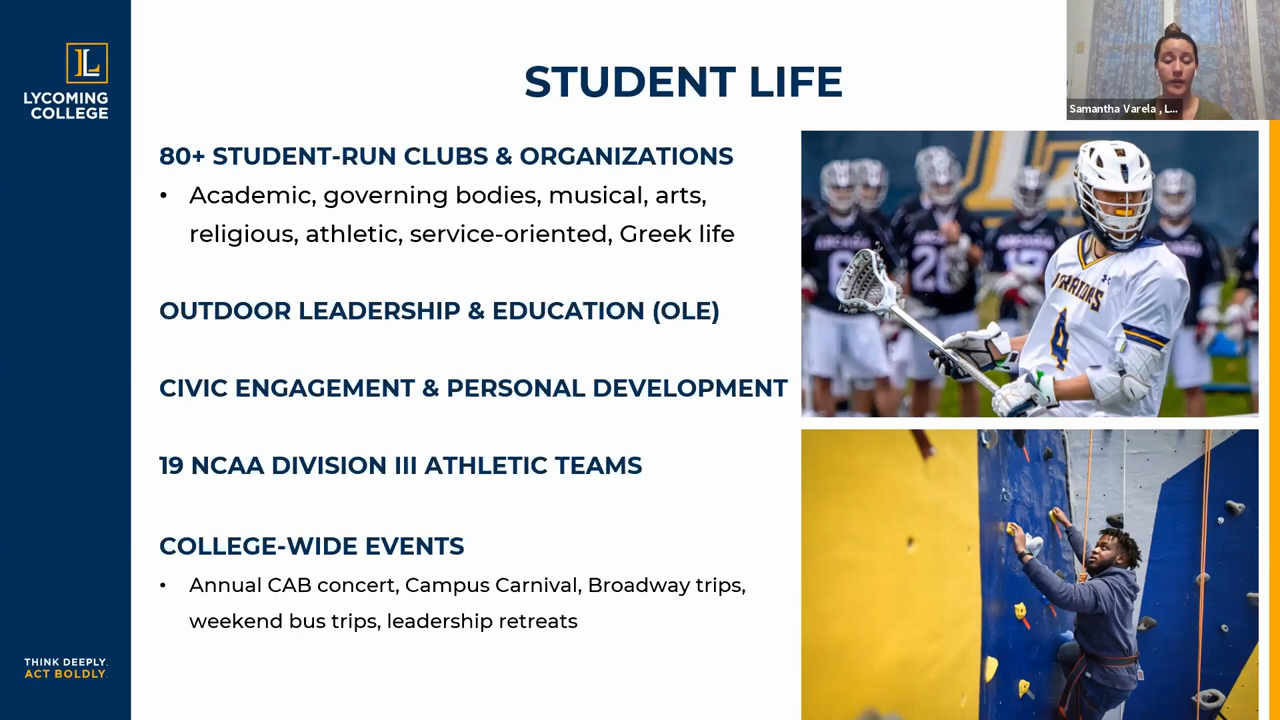 L
LYCOMING
COLLEGE
STUDENT LIFE
Samantha Varela , L...
80+ STUDENT-RUN CLUBS & ORGANIZATIONS
• Academic, governing bodies, musical, arts,
religious, athletic, service-oriented, Greek life
OUTDOOR LEADERSHIP & EDUCATION (OLE)
CIVIC ENGAGEMENT & PERSONAL DEVELOPMENT
19 NCAA DIVISION III ATHLETIC TEAMS
COLLEGE-WIDE EVENTS
• Annual CAB concert, Campus Carnival, Broadway trips,
weekend bus trips, leadership retreats
WARRIORS
4
THINK DEEPLY.
ACT BOLDLY.